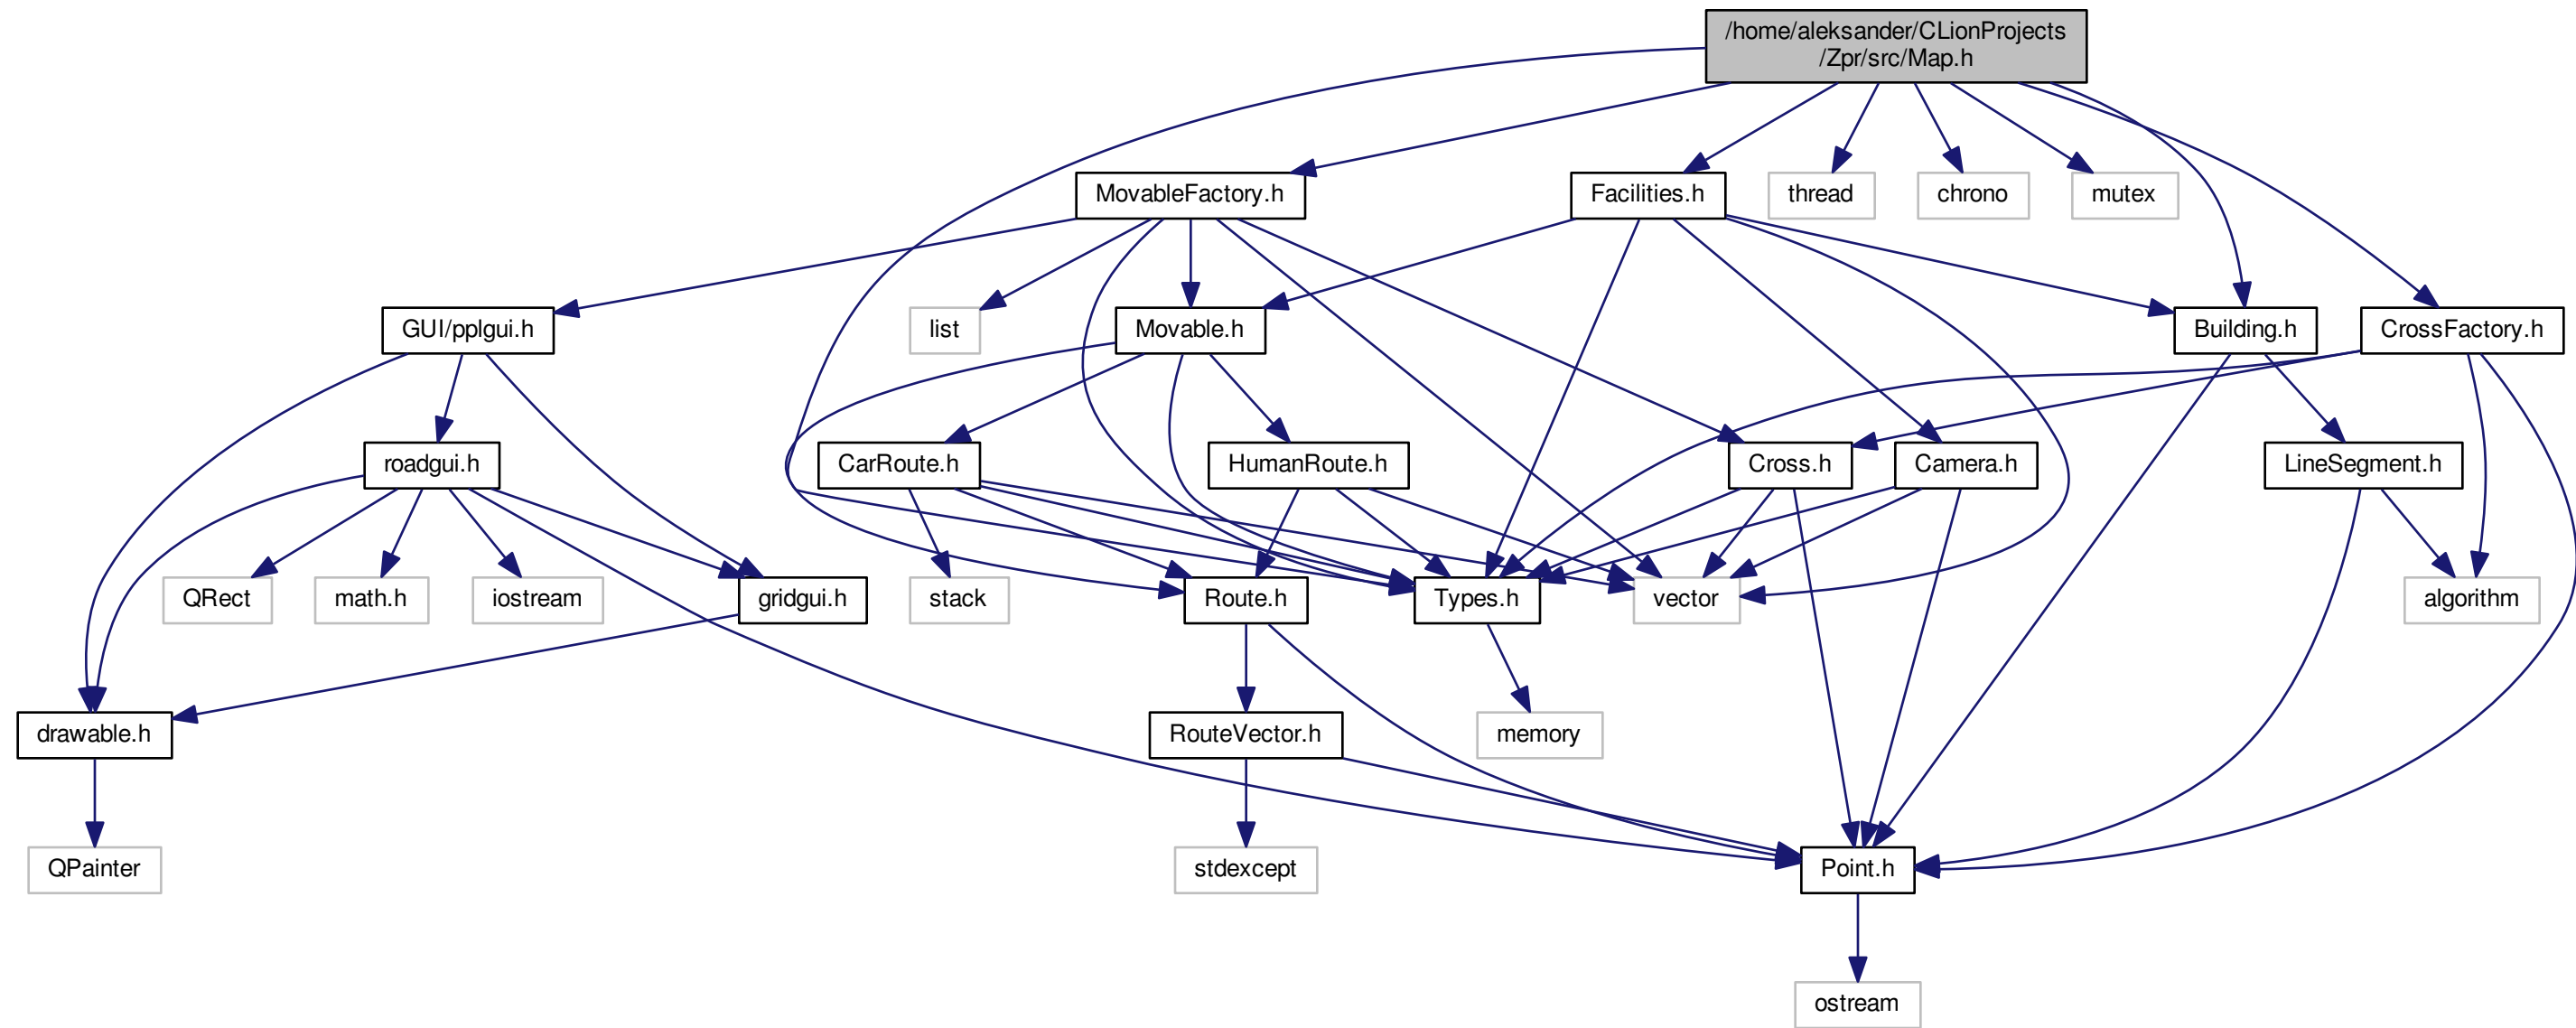 /home/aleksander/CLionProjects
/Zpr/src/Map.h
MovableFactory.h
Facilities.h
thread
chrono
mutex
GUI/pplgui.h
list
Movable.h
Building.h
CrossFactory.h
roadgui.h
CarRoute.h
HumanRoute.h
Cross.h
Camera.h
LineSegment.h
QRect
math.h
iostream
gridgui.h
stack
Route.h
Types.h
vector
algorithm
drawable.h
RouteVector.h
memory
QPainter
stdexcept
Point.h
ostream